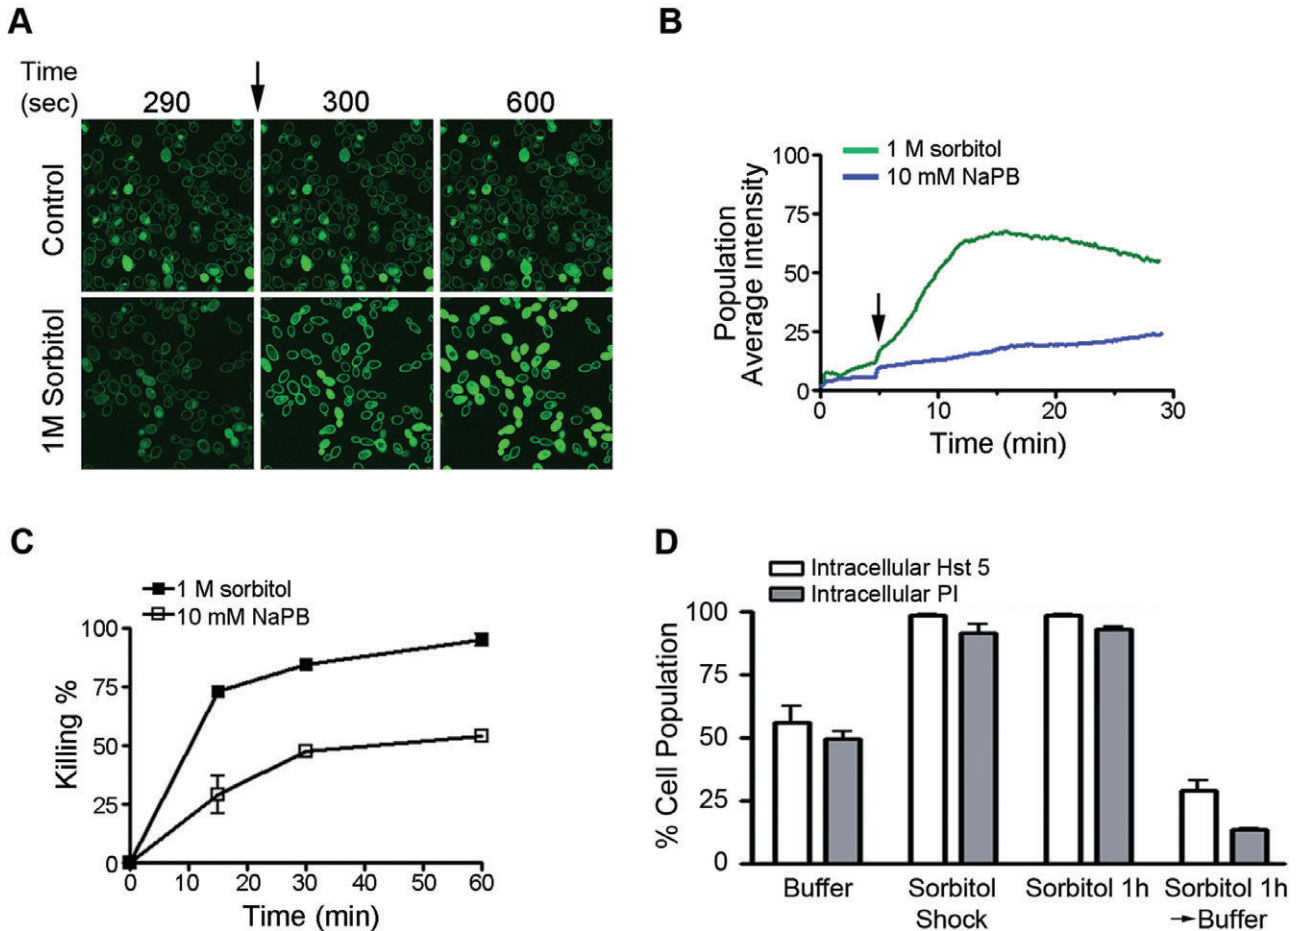 A
Time
(sec)
290
300
600
Control
1M Sorbitol
B
1 M sorbitol
10 mM NaPB
Population
Average Intensity
100
75
50
25
0
0
10
20
30
Time (min)
C
1 M sorbitol
10 mM NaPB
Killing %
100
75
50
25
0
0
10
20
30
40
50
60
Time (min)
D
Intracellular Hst 5
Intracellular PI
% Cell Population
100
75
50
25
0
Buffer
Sorbitol
Shock
Sorbitol 1h
Sorbitol 1h
→Buffer